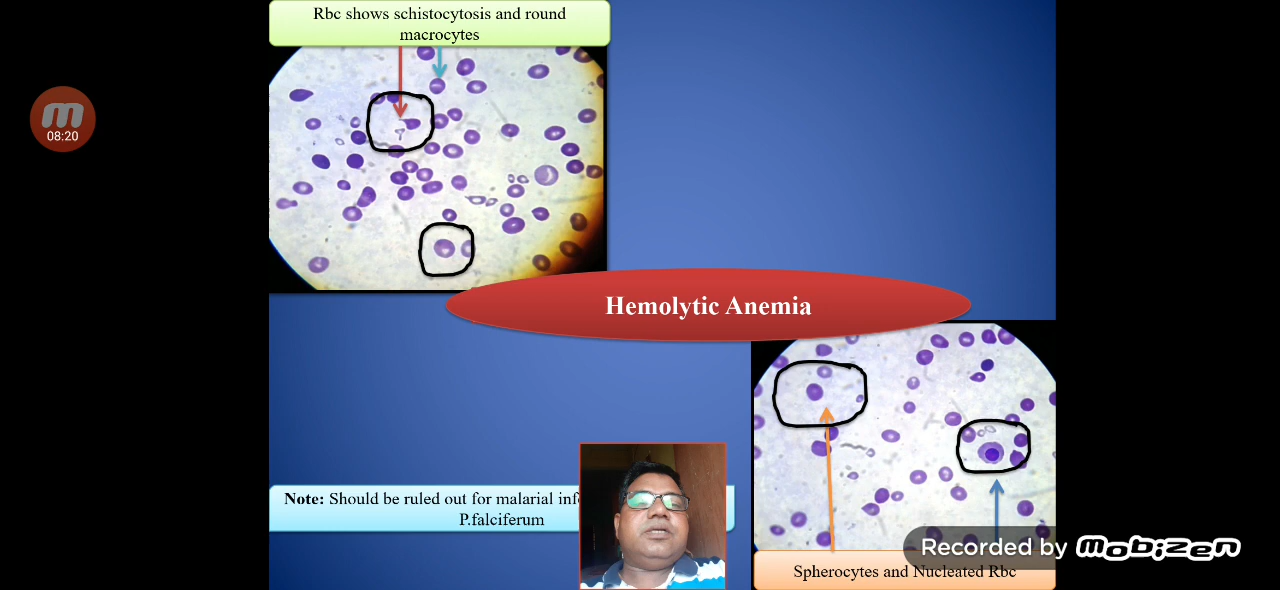 Rbc shows schistocytosis and round
macrocytes
08:20
Hemolytic Anemia
Note: Should be ruled out for malarial
P.falciferum
Recorded by mobizen
Spherocytes and Nucleated Rbc